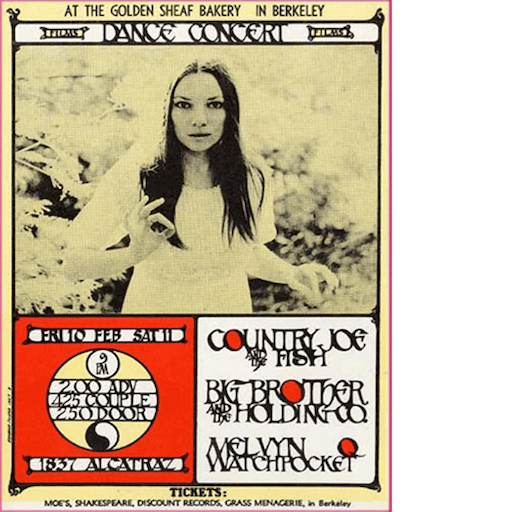 AT THE GOLDEN SHEAF BAKERY IN BERKELEY
FILMS DANCE CONCERT FILMS
FRI 10 FEB SAT 11
9 PM
2.00 ADV
4.25 COUPLE
2.50 DOOR
1837 ALCATRAZ
COUNTRY JOE
AND THE FISH
BIG BROTHER
AND THE HOLDING CO.
MELVYN Q
WATCHPOCKET
TICKETS:
MOE'S, SHAKESPEARE, DISCOUNT RECORDS, GRASS MENAGERIE, in Berkeley